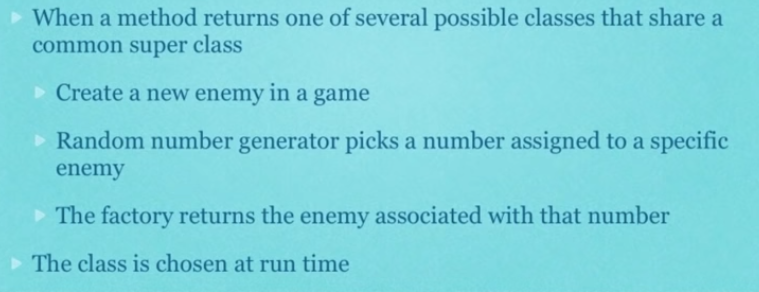 When a method returns one of several possible classes that share a
common super class
Create a new enemy in a game
Random number generator picks a number assigned to a specific
enemy
The factory returns the enemy associated with that number
The class is chosen at run time